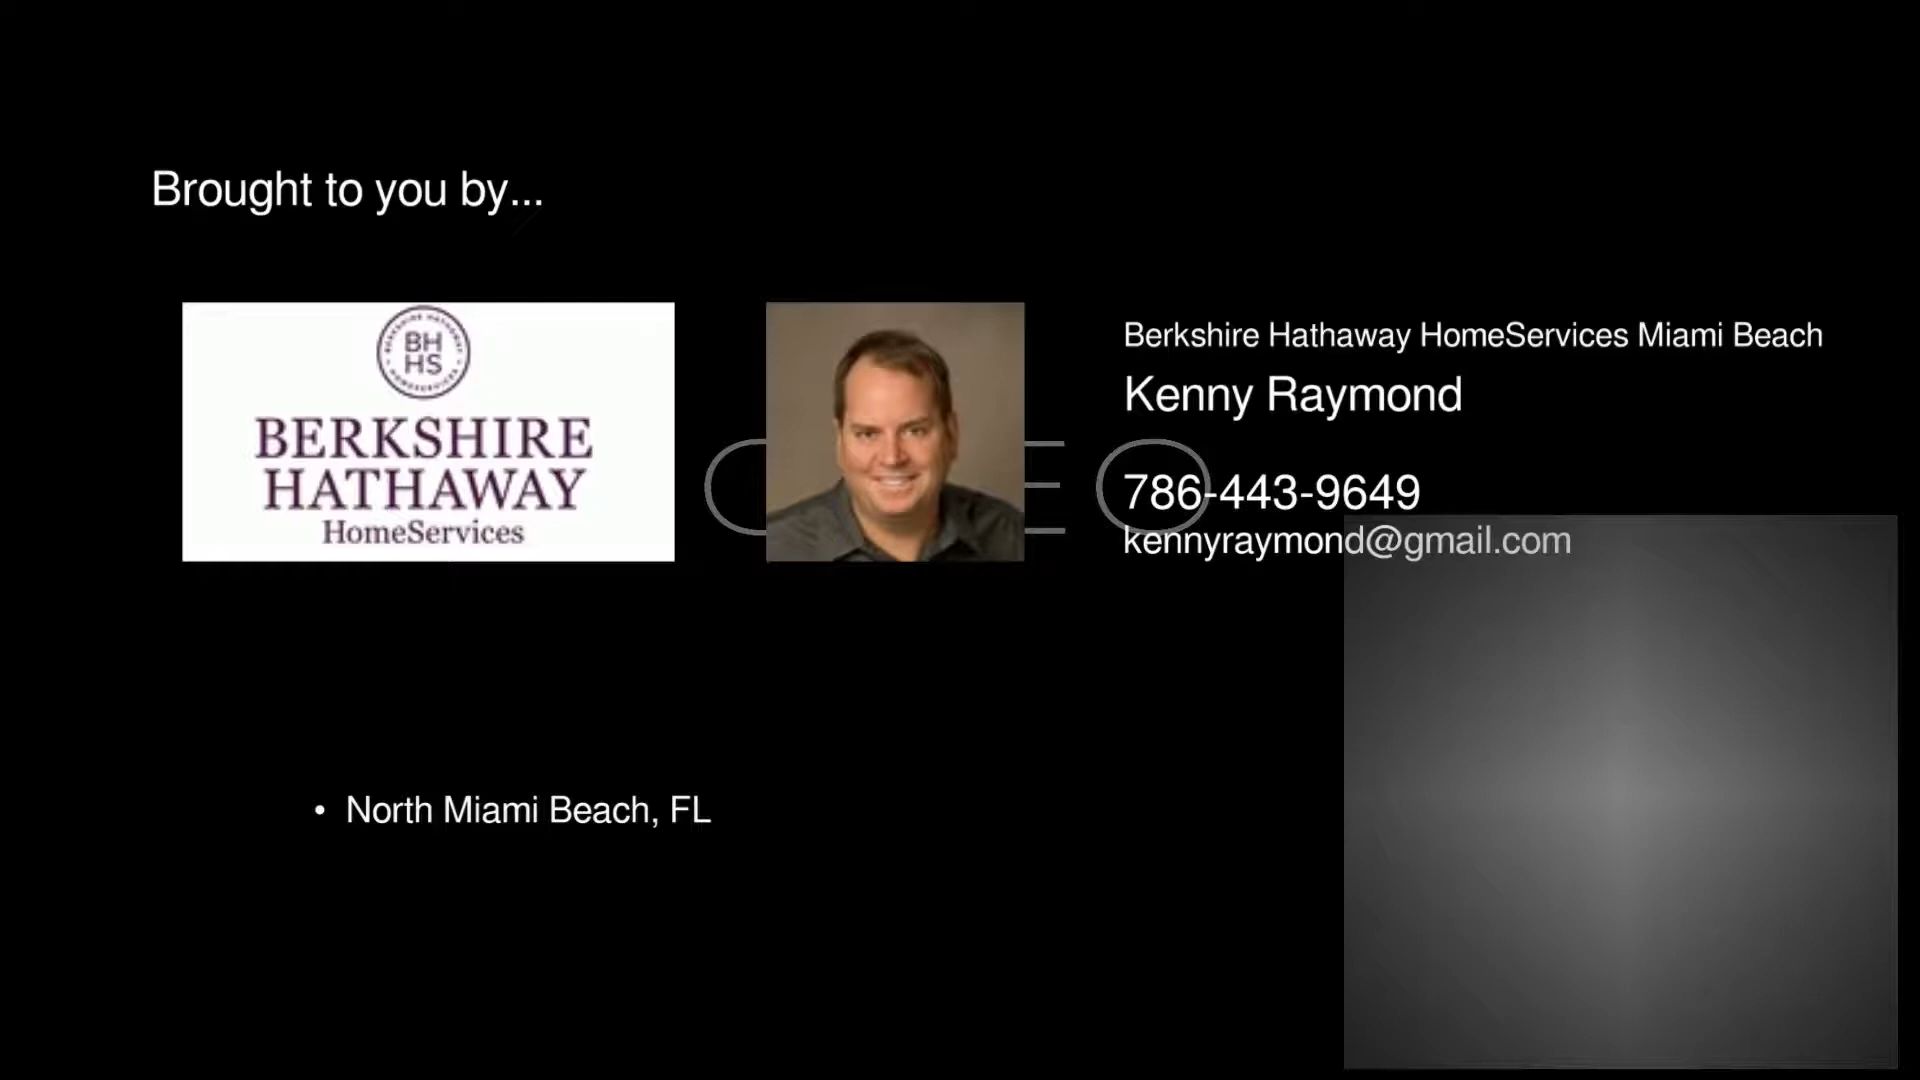 Brought to you by...
BH
HS
BERKSHIRE
HATHAWAY
HomeServices
Berkshire Hathaway HomeServices Miami Beach
Kenny Raymond
786-443-9649
kennyraymond@gmail.com
• North Miami Beach, FL